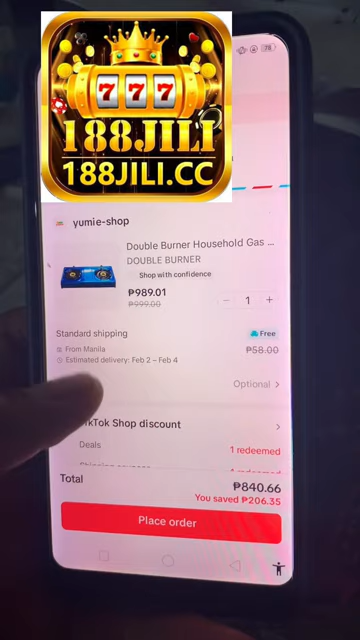 777
188JILI
188JILI.CC
78
yumie-shop
Double Burner Household Gas ...
DOUBLE BURNER
Shop with confidence
₱989.01
₱999.00
− 1 +
Standard shipping
Free
From Manila
₱58.00
Estimated delivery: Feb 2 – Feb 4
Optional >
kTok Shop discount >
Deals
1 redeemed
Total
₱840.66
You saved ₱206.35
Place order